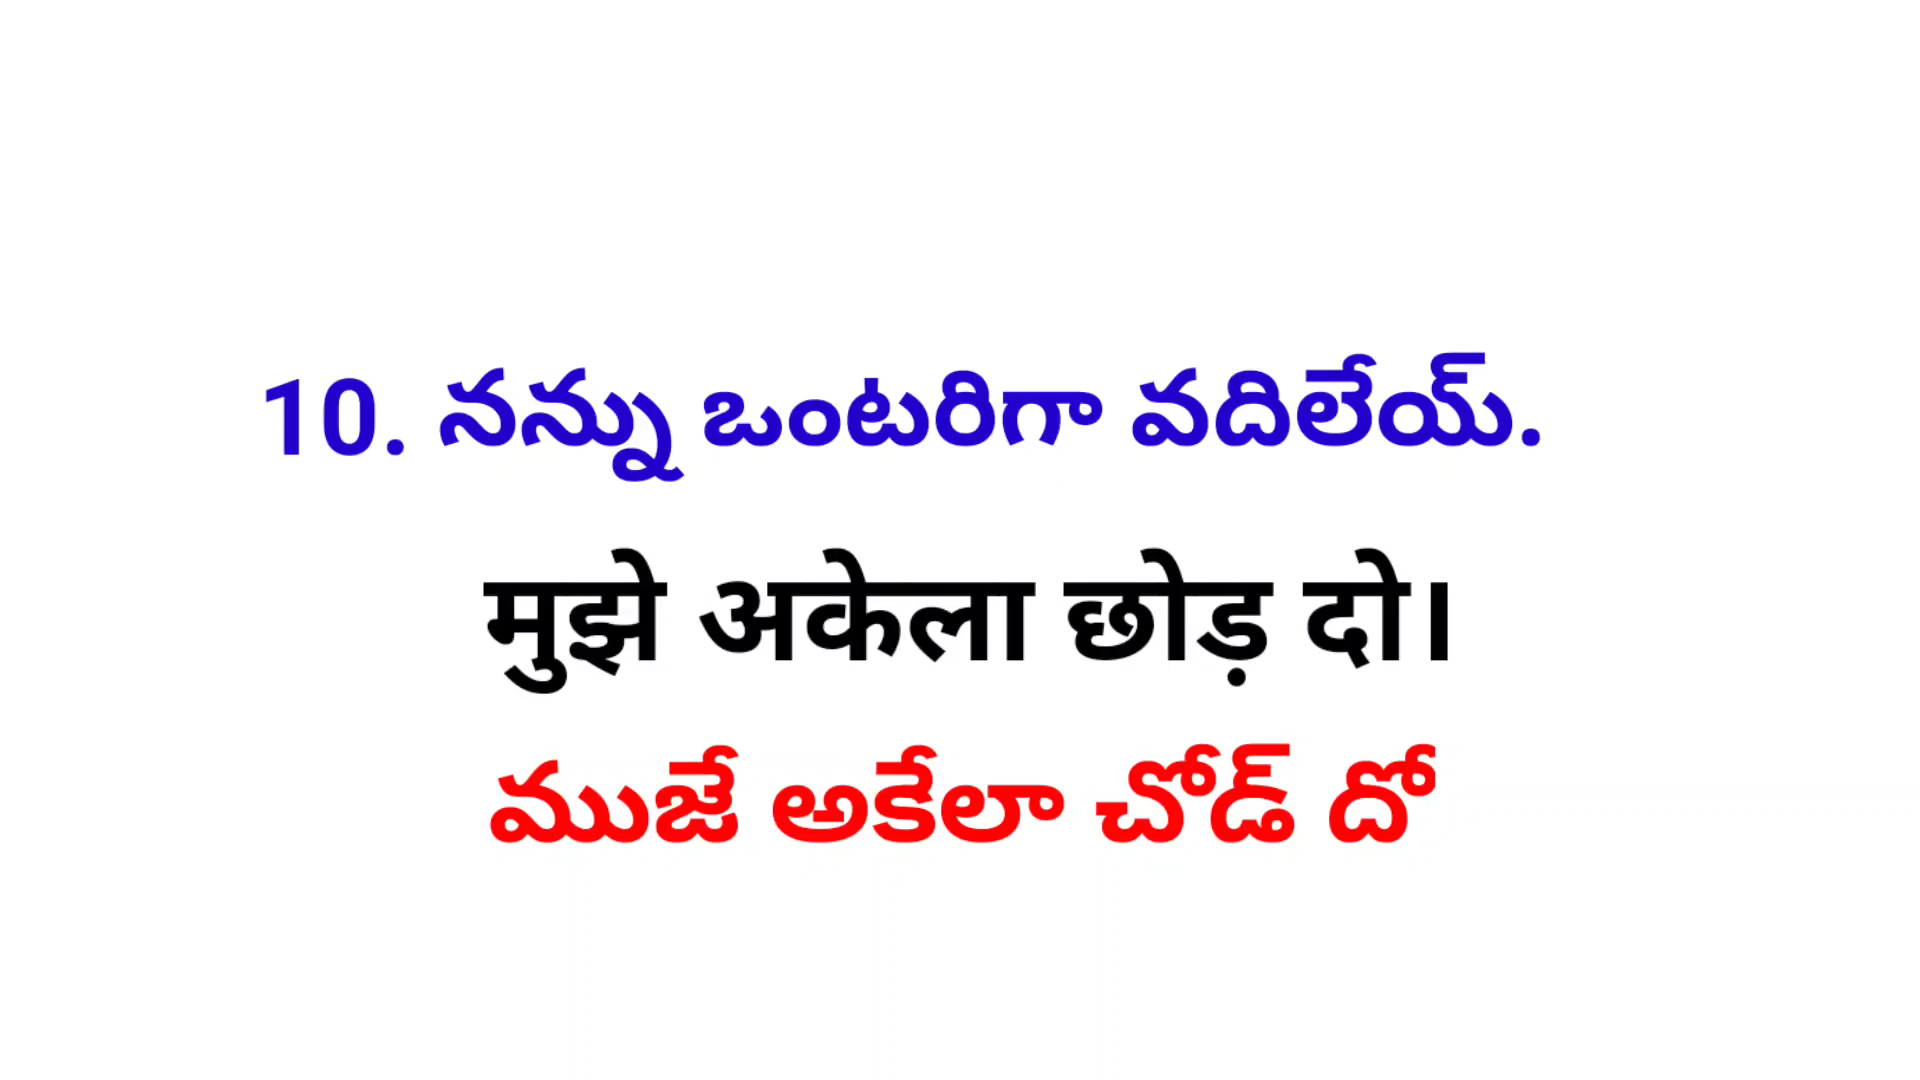 10. నన్ను ఒంటరిగా వదిలేయ్.
मुझे अकेला छोड़ दो।
ముజే అకేలా చోడ్ దో